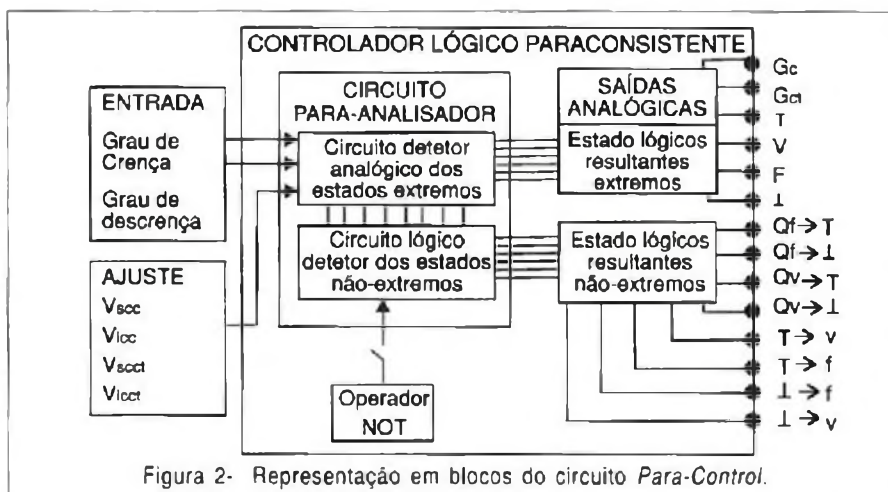 CONTROLADOR LÓGICO PARACONSISTENTE
ENTRADA
Grau de
Crença
Grau de
descrença
AJUSTE
Vscc
Vicc
Vscct
Vicct
CIRCUITO
PARA-ANALISADOR
Circuito detetor
analógico dos
estados extremos
Circuito lógico
detetor dos estados
não-extremos
Operador
NOT
SAÍDAS
ANALÓGICAS
Estado lógicos
resultantes
extremos
Estado lógicos
resultantes
não-extremos
Gc
Gct
T
V
F
⊥
Qf→T
Qf→⊥
Qv→T
Qv→⊥
T→v
T→f
⊥→f
⊥→v
Figura 2- Representação em blocos do circuito Para-Control.